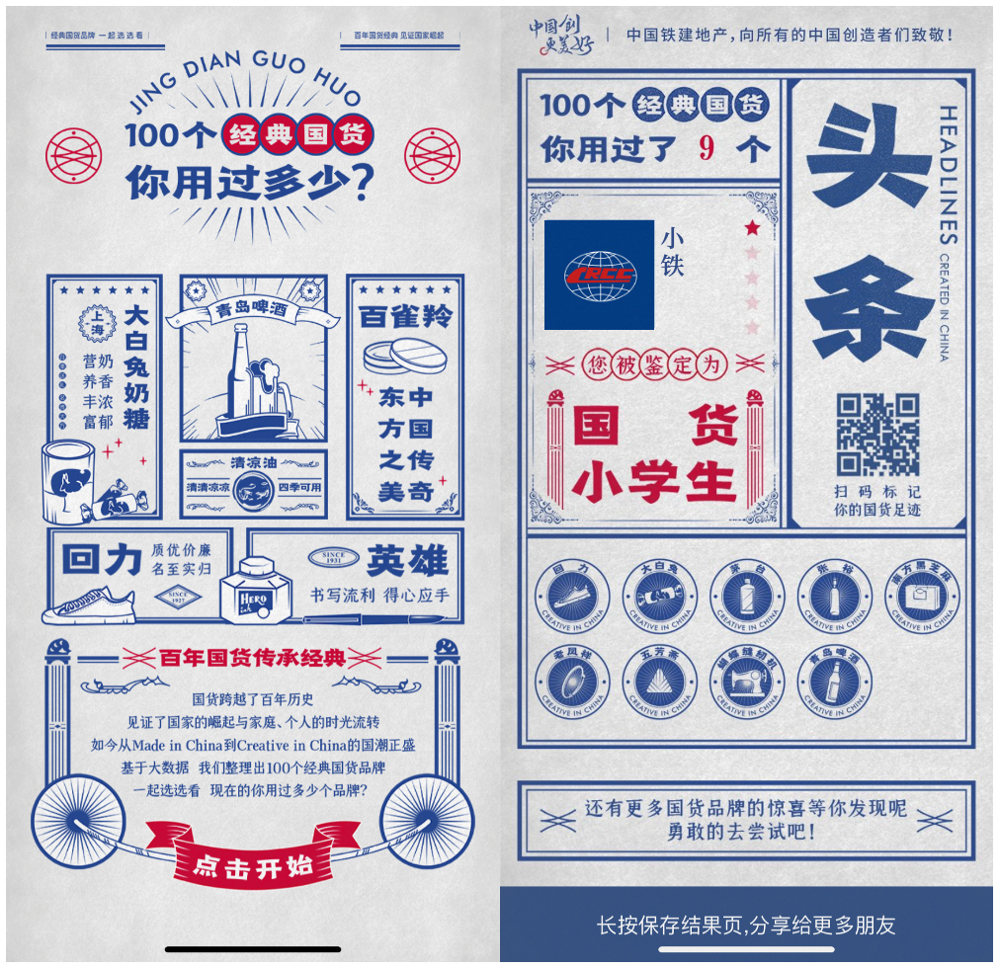 经典国货品牌 一起选选看
百年国货经典 见证国家崛起
JING DIAN GUO HUO
100个经典国货
你用过多少?
大白兔奶糖
上海
营养丰富
奶香浓郁
青岛啤酒
百雀羚
中国传奇
东方之美
清凉油
清清凉凉
四季可用
回力
质优价廉
名至实归
SINCE
1927
HERO
ink
SINCE
1931
英雄
书写流利 得心应手
百年国货传承经典
国货跨越了百年历史
见证了国家的崛起与家庭、个人的时光流转
如今从Made in China到Creative in China的国潮正盛
基于大数据 我们整理出100个经典国货品牌
一起选选看 现在的你用过多少个品牌?
点击开始
中国创
更美好
中国铁建地产,向所有的中国创造者们致敬!
100个经典国货
你用过了 9 个
CRCC
小铁
您被鉴定为
国货
小学生
头条
HEADLINES CREATED IN CHINA
扫码标记
你的国货足迹
回力
CREATIVE IN CHINA
大白兔
CREATIVE IN CHINA
茅台
CREATIVE IN CHINA
张裕
CREATIVE IN CHINA
南方黑芝麻
CREATIVE IN CHINA
老凤祥
CREATIVE IN CHINA
五芳斋
CREATIVE IN CHINA
蝴蝶缝纫机
CREATIVE IN CHINA
青岛啤酒
CREATIVE IN CHINA
还有更多国货品牌的惊喜等你发现呢
勇敢的去尝试吧!
长按保存结果页,分享给更多朋友